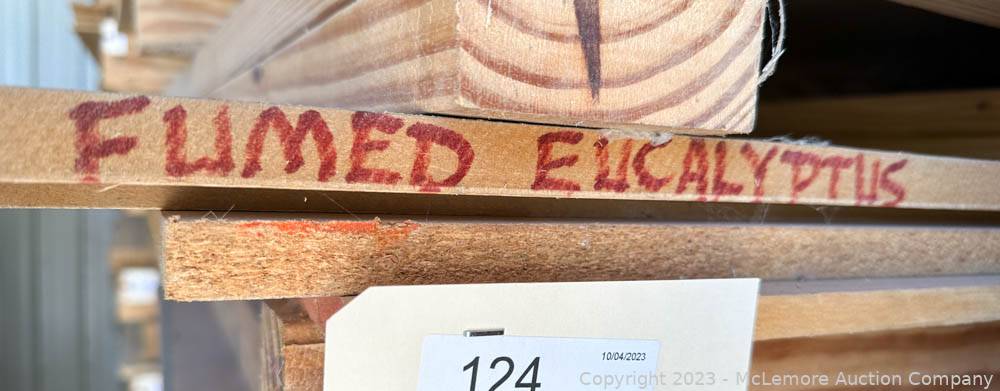 FUMED EUCALYPTUS
10/04/2023
124
Copyright 2023 - McLemore Auction Company